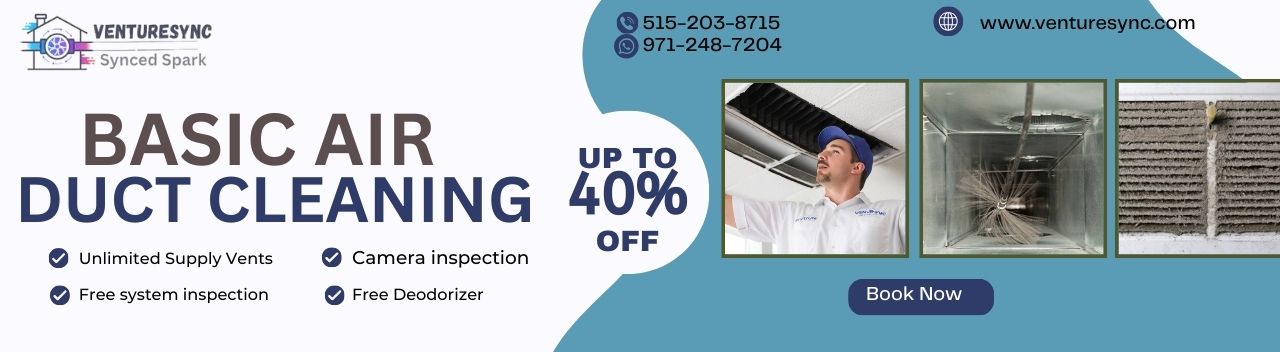 VENTURESYNC
Synced Spark
515-203-8715
971-248-7204
www.venturesync.com
BASIC AIR
DUCT CLEANING
UP TO
40%
OFF
Unlimited Supply Vents
Camera inspection
Free system inspection
Free Deodorizer
Book Now